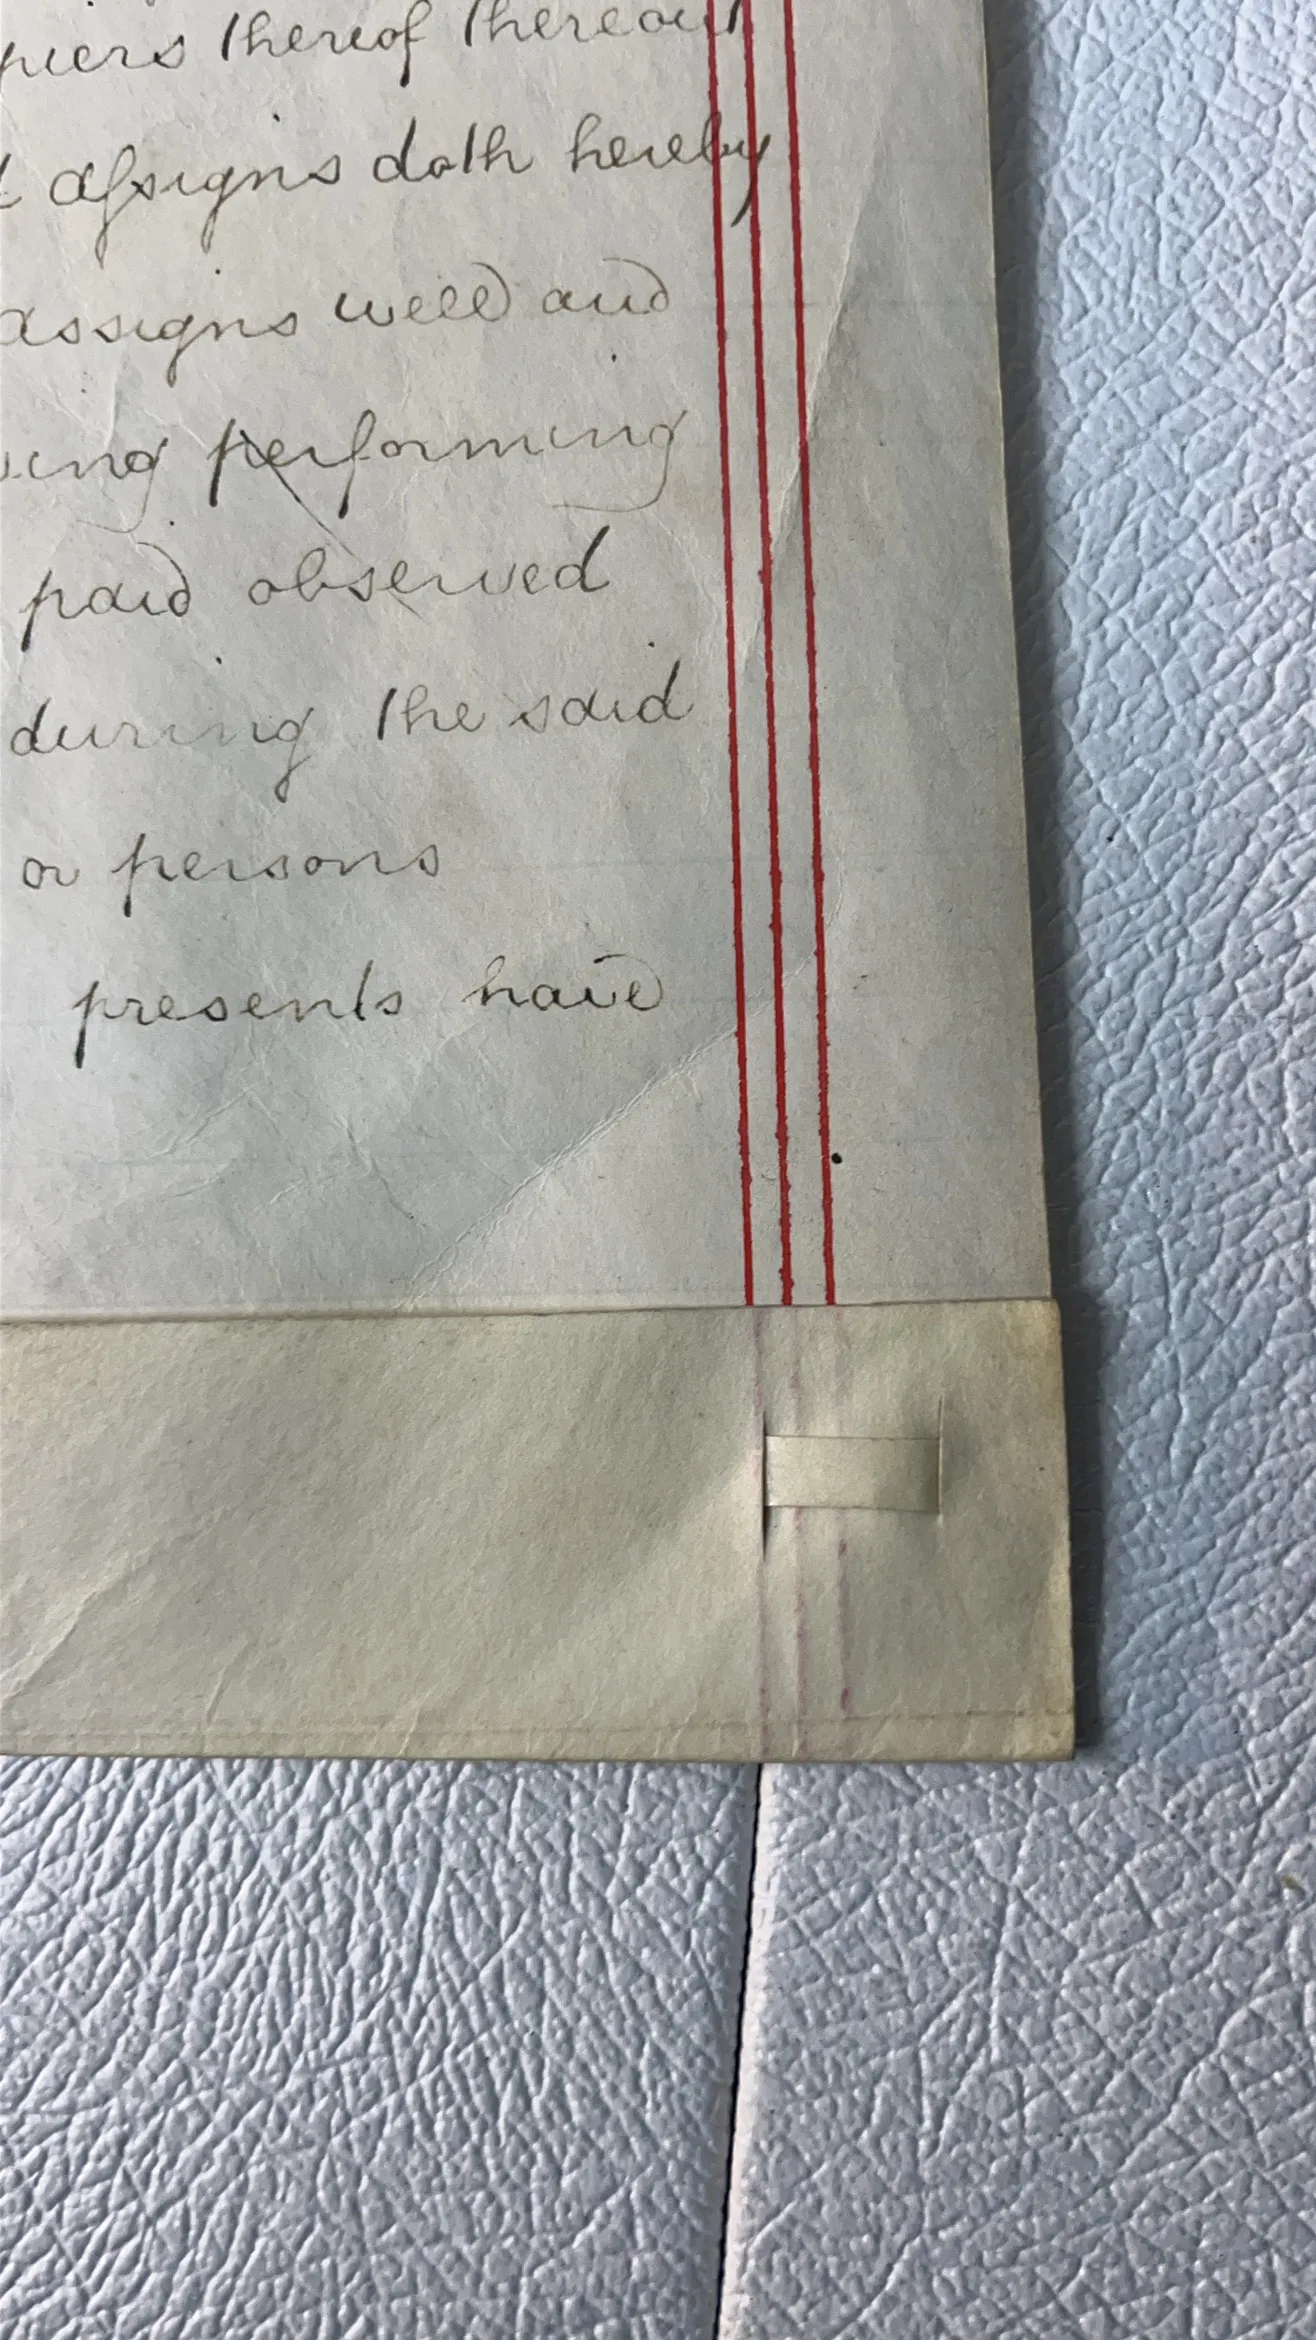 thereof thereout
assigns doth hereby
assigns well and
performing
paid observed
during the said
or persons
presents have